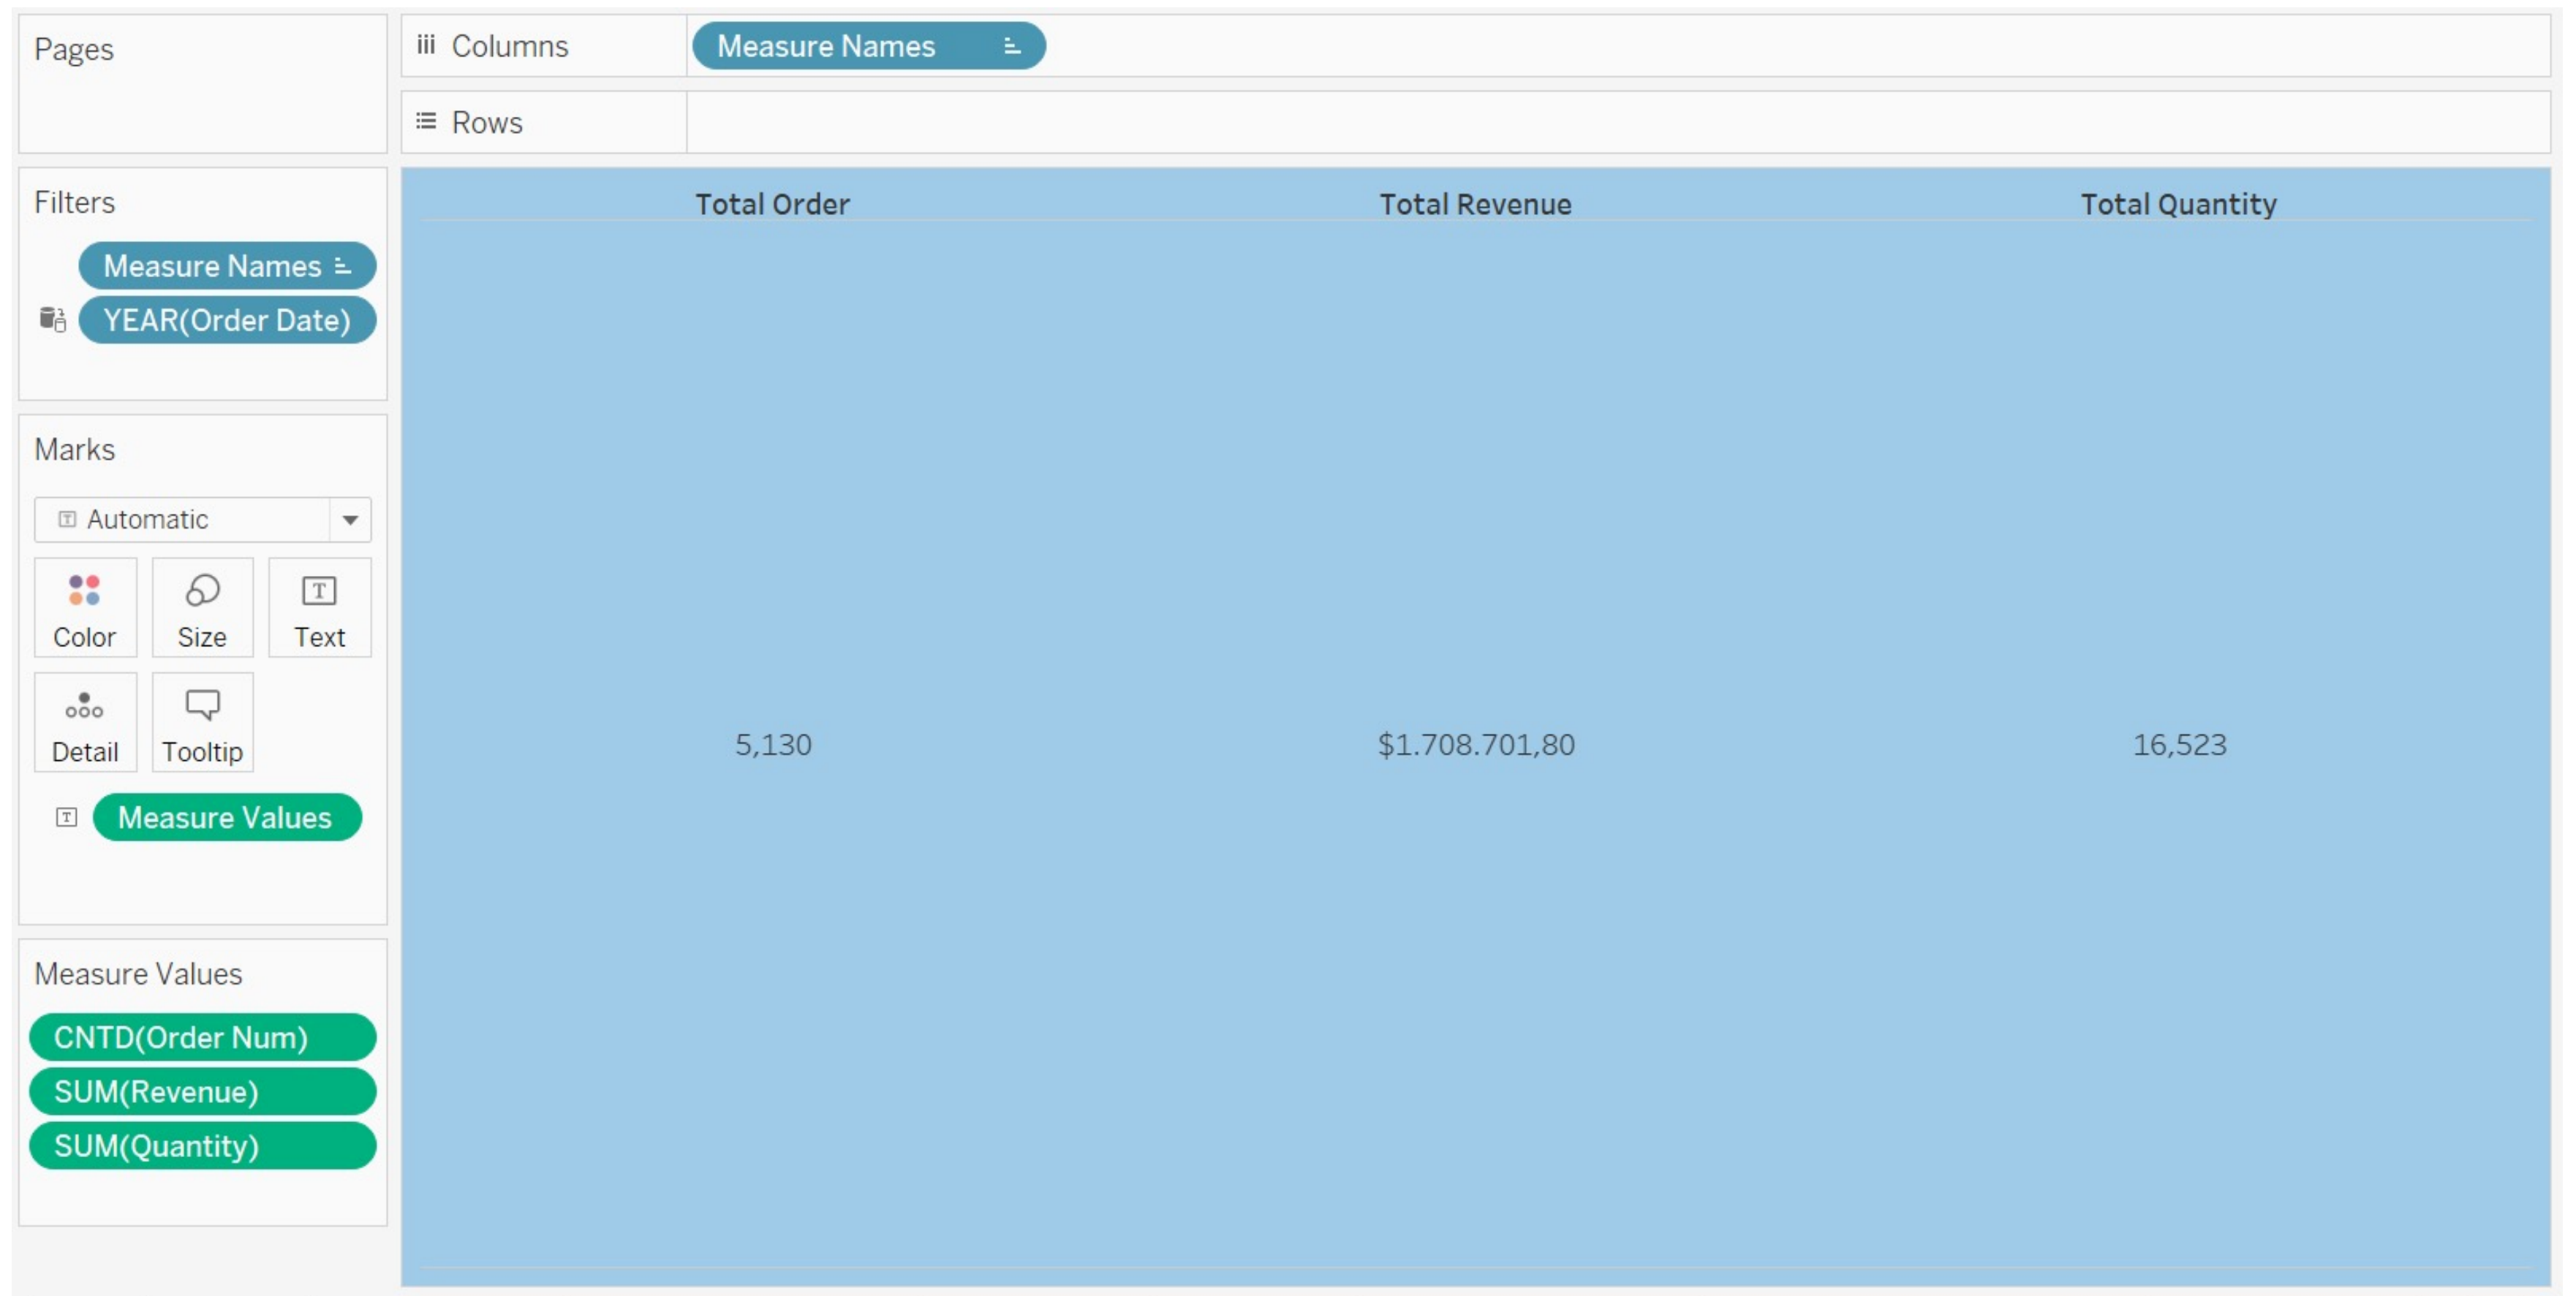 Pages
Columns
Measure Names
Rows
Filters
Measure Names
YEAR(Order Date)
Marks
Automatic
Color
Size
Text
Detail
Tooltip
Measure Values
Measure Values
CNTD(Order Num)
SUM(Revenue)
SUM(Quantity)
Total Order
Total Revenue
Total Quantity
5,130
$1.708.701,80
16,523